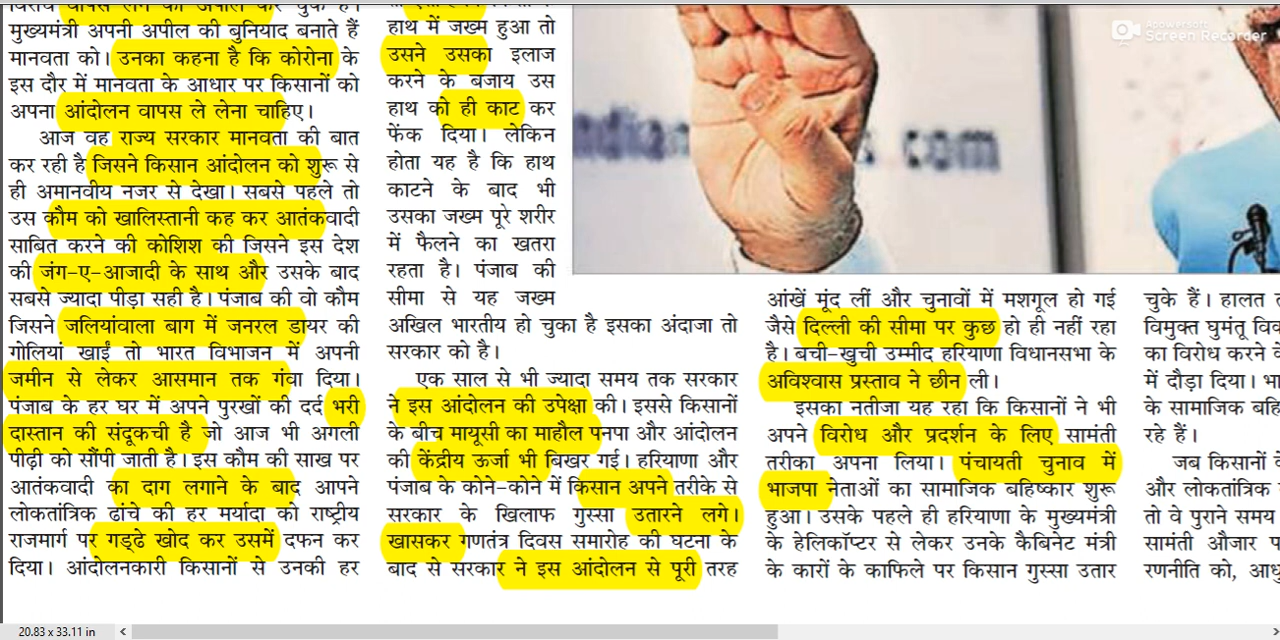 विरोध वापस लेने की अपील कर चुके हैं।
मुख्यमंत्री अपनी अपील की बुनियाद बनाते हैं
मानवता को। उनका कहना है कि कोरोना के
इस दौर में मानवता के आधार पर किसानों को
अपना आंदोलन वापस ले लेना चाहिए।
आज वह राज्य सरकार मानवता की बात
कर रही है जिसने किसान आंदोलन को शुरू से
ही अमानवीय नजर से देखा। सबसे पहले तो
उस कौम को खालिस्तानी कह कर आतंकवादी
साबित करने की कोशिश की जिसने इस देश
की जंग-ए-आजादी के साथ और उसके बाद
सबसे ज्यादा पीड़ा सही है। पंजाब की वो कौम
जिसने जलियांवाला बाग में जनरल डायर की
गोलियां खाईं तो भारत विभाजन में अपनी
जमीन से लेकर आसमान तक गंवा दिया।
पंजाब के हर घर में अपने पुरखों की दर्द भरी
दास्तान की संदूकची है जो आज भी अगली
पीढ़ी को सौंपी जाती है। इस कौम की साख पर
आतंकवादी का दाग लगाने के बाद आपने
लोकतांत्रिक ढांचे की हर मर्यादा को राष्ट्रीय
राजमार्ग पर गड्ढे खोद कर उसमें दफन कर
दिया। आंदोलनकारी किसानों से उनकी हर
हाथ में जख्म हुआ तो
उसने उसका इलाज
करने के बजाय उस
हाथ को ही काट कर
फेंक दिया। लेकिन
होता यह है कि हाथ
काटने के बाद भी
उसका जख्म पूरे शरीर
में फैलने का खतरा
रहता है। पंजाब की
सीमा से यह जख्म
अखिल भारतीय हो चुका है इसका अंदाजा तो
सरकार को है।
एक साल से भी ज्यादा समय तक सरकार
ने इस आंदोलन की उपेक्षा की। इससे किसानों
के बीच मायूसी का माहौल पनपा और आंदोलन
की केंद्रीय ऊर्जा भी बिखर गई। हरियाणा और
पंजाब के कोने-कोने में किसान अपने तरीके से
सरकार के खिलाफ गुस्सा उतारने लगे।
खासकर गणतंत्र दिवस समारोह की घटना के
बाद से सरकार ने इस आंदोलन से पूरी तरह
Apowersoft
Screen Recorder
indian s.com
आंखें मूंद लीं और चुनावों में मशगूल हो गई
जैसे दिल्ली की सीमा पर कुछ हो ही नहीं रहा
है। बची-खुची उम्मीद हरियाणा विधानसभा के
अविश्वास प्रस्ताव ने छीन ली।
इसका नतीजा यह रहा कि किसानों ने भी
अपने विरोध और प्रदर्शन के लिए सामंती
तरीका अपना लिया। पंचायती चुनाव में
भाजपा नेताओं का सामाजिक बहिष्कार शुरू
हुआ। उसके पहले ही हरियाणा के मुख्यमंत्री
के हेलिकॉप्टर से लेकर उनके कैबिनेट मंत्री
के कारों के काफिले पर किसान गुस्सा उतार
चुके हैं। हालत
विमुक्त घुमंतू
का विरोध करने
में दौड़ा दिया।
के सामाजिक
रहे हैं।
जब किसानों
और लोकतांत्रिक
तो वे पुराने समय
सामंती औजार
रणनीति को,
20.83 x 33.11 in